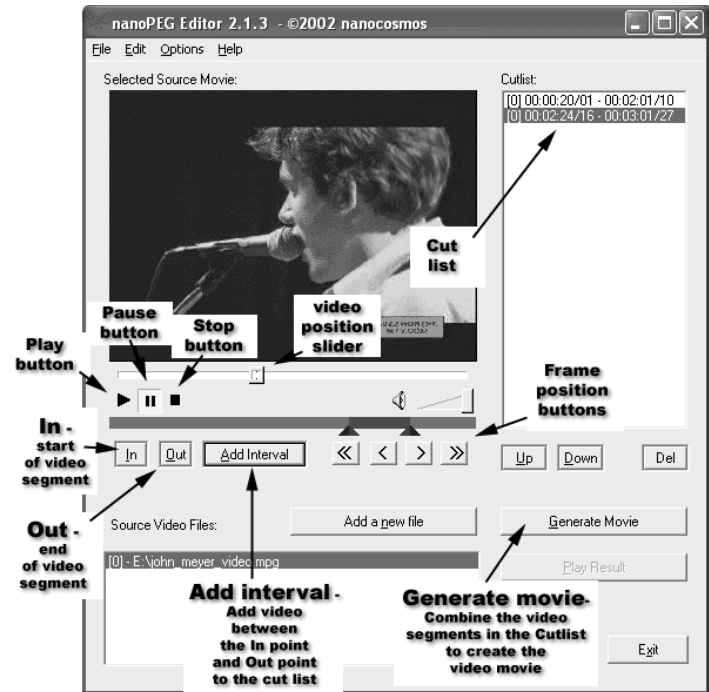 nanoPEG Editor 2.1.3 - ©2002 nanocosmos
File Edit Options Help
Selected Source Movie:
Cutlist:
[0] 00:00:20/01 - 00:02:01/10
[0] 00:02:24/16 - 00:03:01/27
Cut
list
Pause
button
Stop
button
video
position
slider
Play
button
Frame
position
buttons
In -
start
of video
segment
In
Out
Add Interval
Up
Down
Del
Out -
end
of video
segment
Source Video Files:
Add a new file
Generate Movie
[0] - E:\john_meyer_video.mpg
Play Result
Add interval -
Add video
between
the In point
and Out point
to the cut list
Generate movie-
Combine the video
segments in the Cutlist
to create the
video movie
Exit